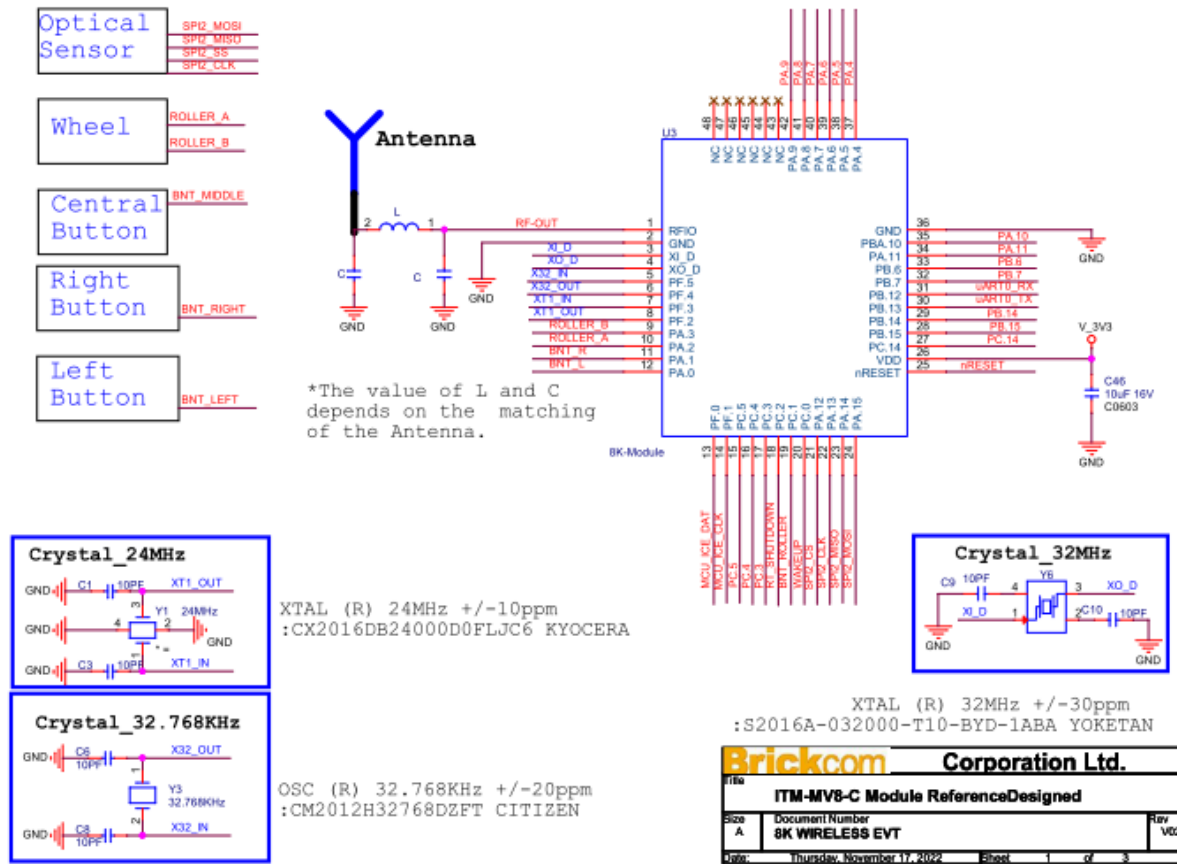 Optical
Sensor
SPI2_MOSI
SPI2_MISO
SPI2_SS
SPI2_CLK
Wheel
ROLLER_A
ROLLER_B
Central
Button
BNT_MIDDLE
Right
Button
BNT_RIGHT
Left
Button
BNT_LEFT
Antenna
2 L 1
RF-OUT
C
C
GND
GND
GND
*The value of L and C
depends on the matching
of the Antenna.
PA.9
PA.8
PA.7
PA.6
PA.5
PA.4
U3
48 47 46 45 44 43 42 41 40 39 38 37
NC NC NC NC NC NC PA.9 PA.8 PA.7 PA.6 PA.5 PA.4
1 RFIO
2 GND
XI_D 3 XI_D
XO_D 4 XO_D
X32_IN 5 PF.5
X32_OUT 6 PF.4
XT1_IN 7 PF.3
XT1_OUT 8 PF.2
ROLLER_B 9 PA.3
ROLLER_A 10 PA.2
BNT_R 11 PA.1
BNT_L 12 PA.0
GND 36
PBA.10 35 PA.10
PA.11 34 PA.11
PB.6 33 PB.6
PB.7 32 PB.7
PB.12 31 uART0_RX
PB.13 30 uART0_TX
PB.14 29 PB.14
PB.15 28 PB.15
PC.14 27 PC.14
VDD 26
nRESET 25 nRESET
GND
V_3V3
C46
10uF 16V
C0603
GND
PF.0 PF.1 PC.5 PC.4 PC.3 PC.2 PC.1 PC.0 PA.12 PA.13 PA.14 PA.15
13 14 15 16 17 18 19 20 21 22 23 24
8K-Module
MCU_ICE_DAT
MCU_ICE_CLK
PC.5
PC.4
PC.3
RF_SHUTDOWN
BNT_ROLLER
WAKEUP
SPI2_CS
SPI2_CLK
SPI2_MISO
SPI2_MOSI
Crystal_24MHz
GND C1 10PF XT1_OUT
3 Y1 24MHz
GND 4 2 GND
1
GND C3 10PF XT1_IN
XTAL (R) 24MHz +/-10ppm
:CX2016DB24000D0FLJC6 KYOCERA
Crystal_32.768KHz
GND C6 10PF X32_OUT
1
Y3
32.768KHz
2
GND C8 10PF X32_IN
OSC (R) 32.768KHz +/-20ppm
:CM2012H32768DZFT CITIZEN
Crystal_32MHz
C9 10PF 4 Y6 3 XO_D
XI_D 1 2 C10 10PF
GND
GND
XTAL (R) 32MHz +/-30ppm
:S2016A-032000-T10-BYD-1ABA YOKETAN
Brickcom Corporation Ltd.
Title
ITM-MV8-C Module ReferenceDesigned
Size Document Number Rev
A 8K WIRELESS EVT
Date: Thursday, November 17, 2022 Sheet 1 of 3